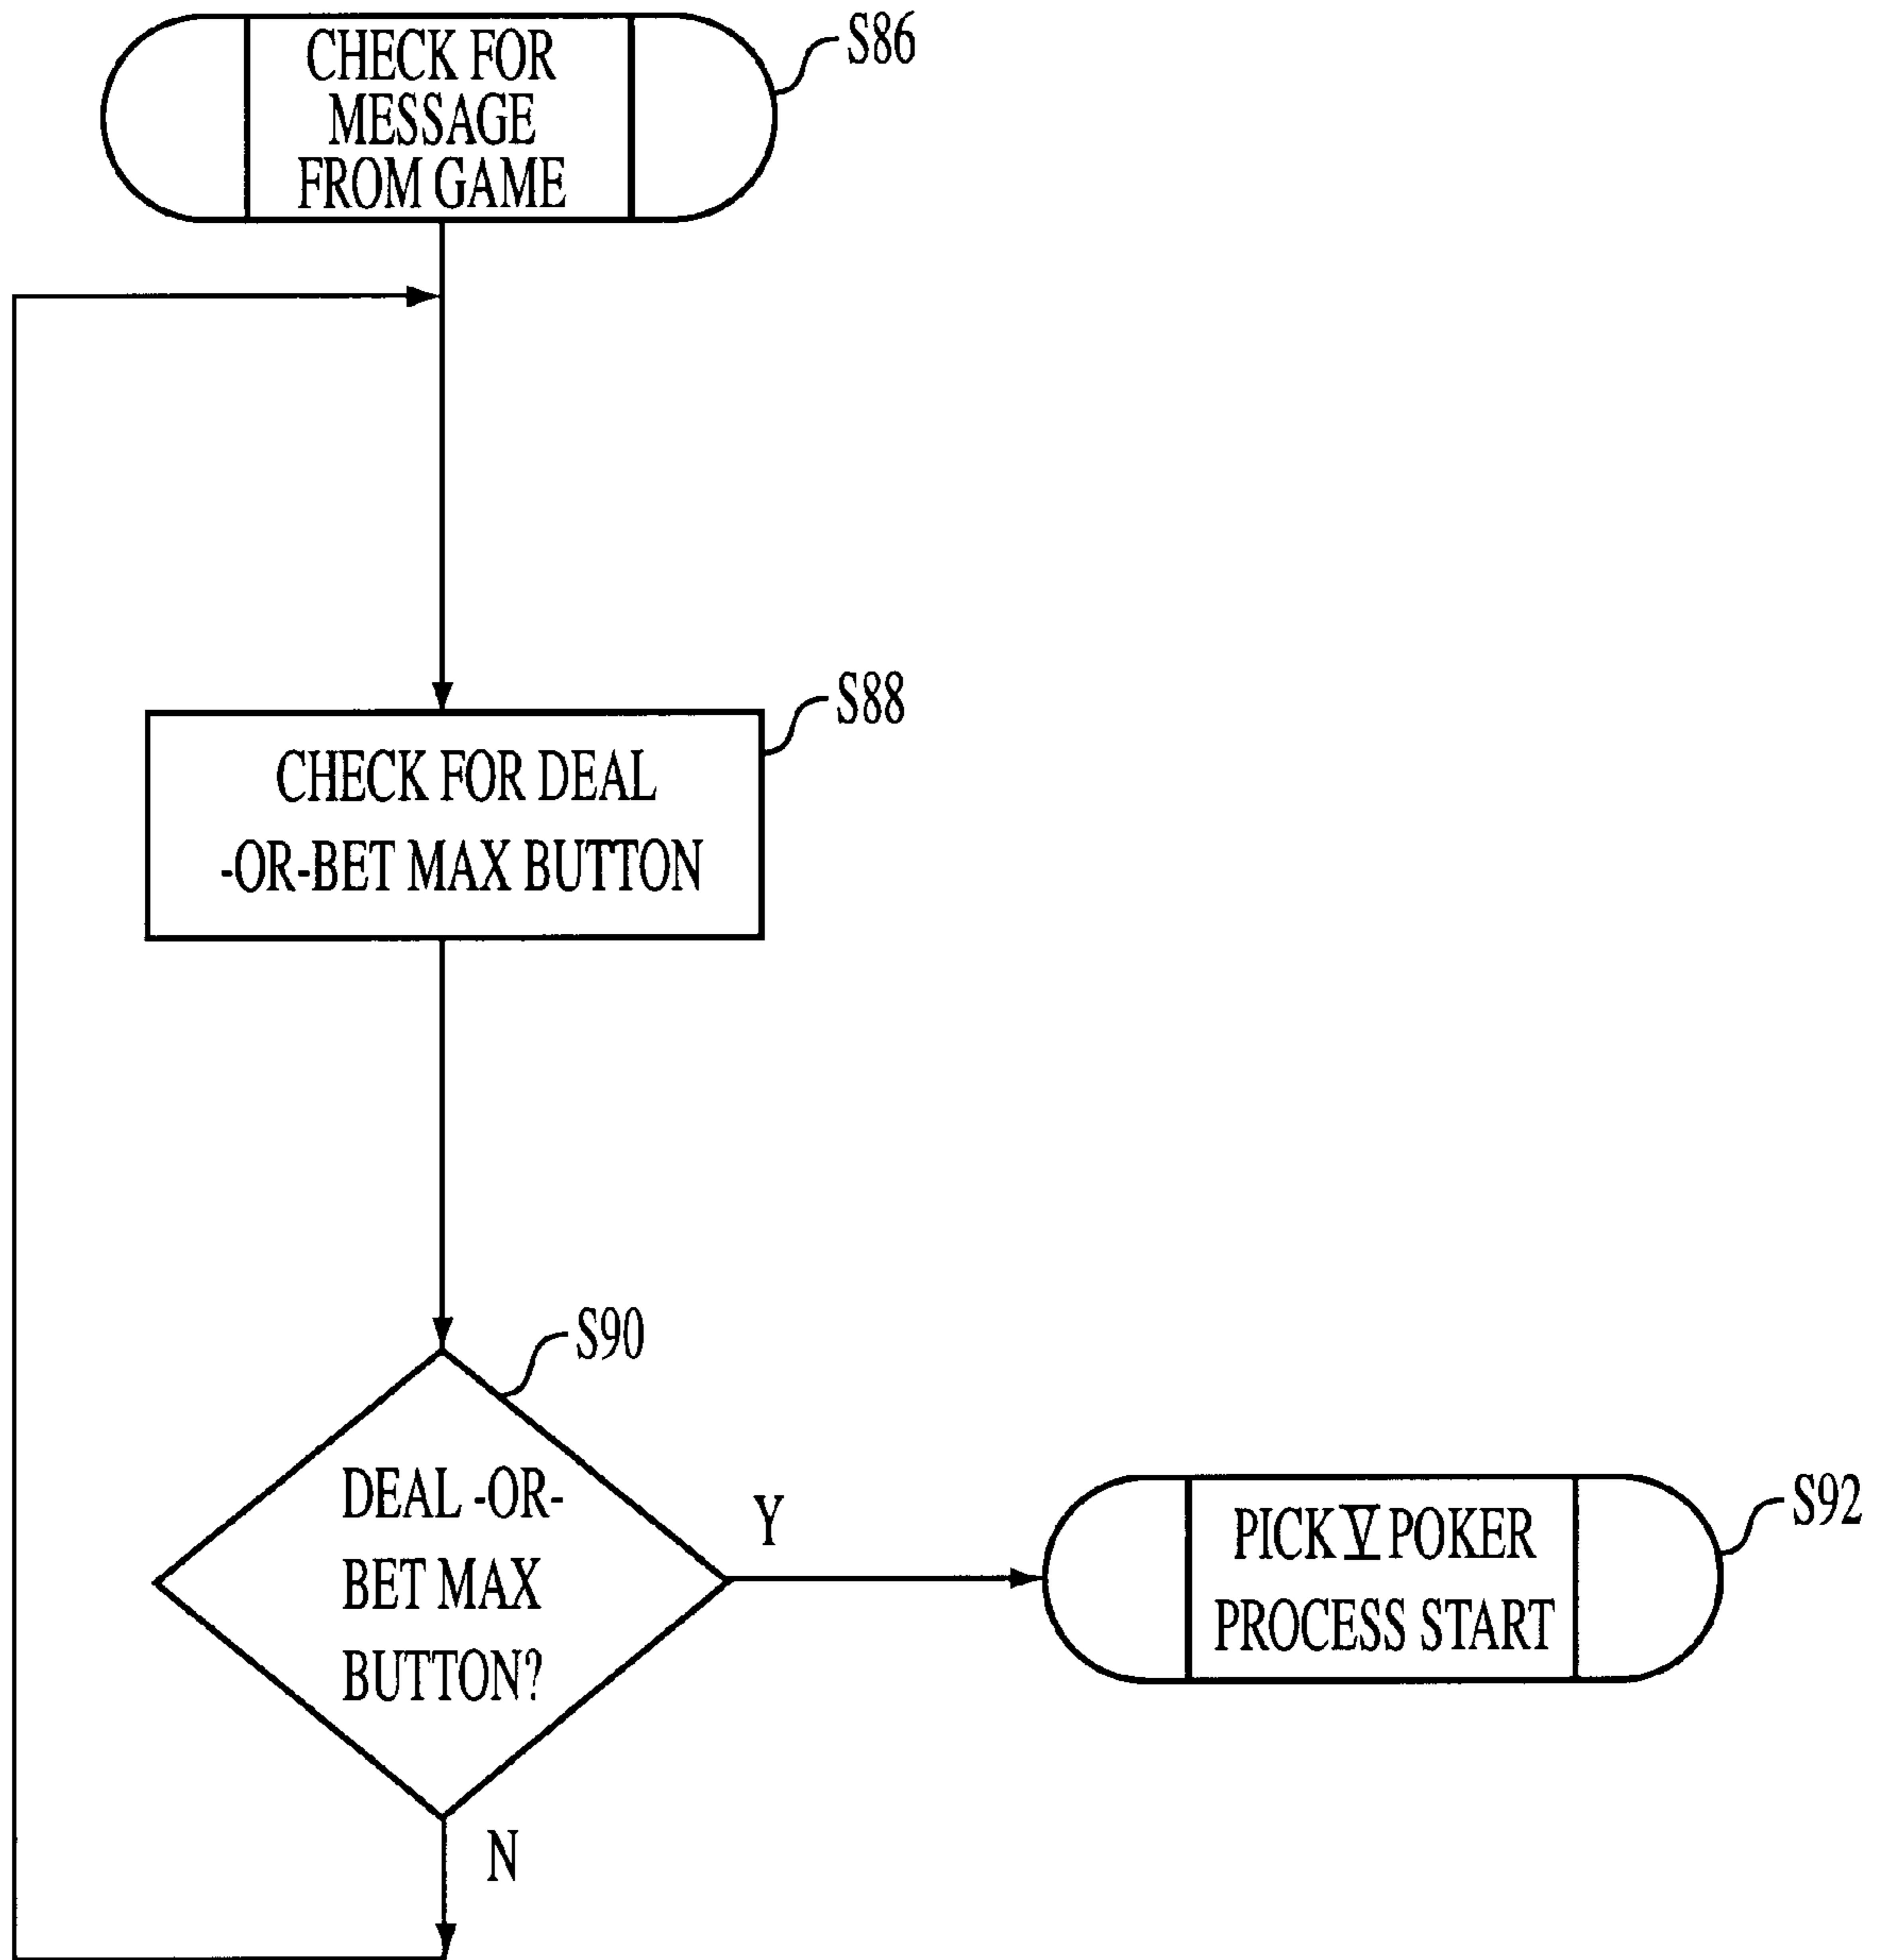 CHECK FOR
MESSAGE
FROM GAME
S86
CHECK FOR DEAL
-OR-BET MAX BUTTON
S88
S90
DEAL -OR-
BET MAX
BUTTON?
Y
N
PICK V POKER
PROCESS START
S92